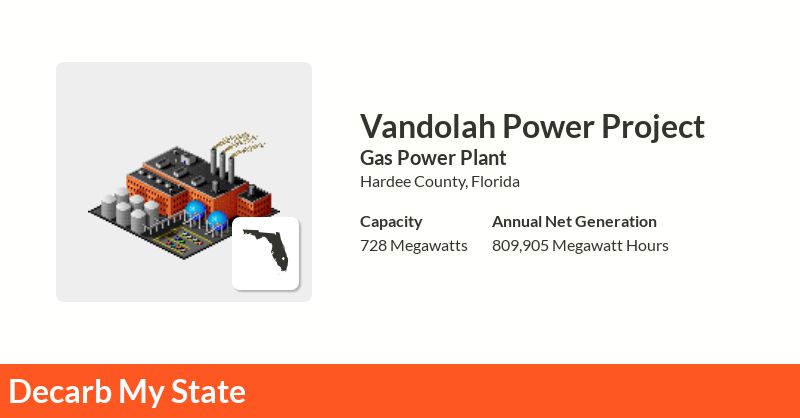 Vandolah Power Project
Gas Power Plant
Hardee County, Florida
Capacity
728 Megawatts
Annual Net Generation
809,905 Megawatt Hours
Decarb My State